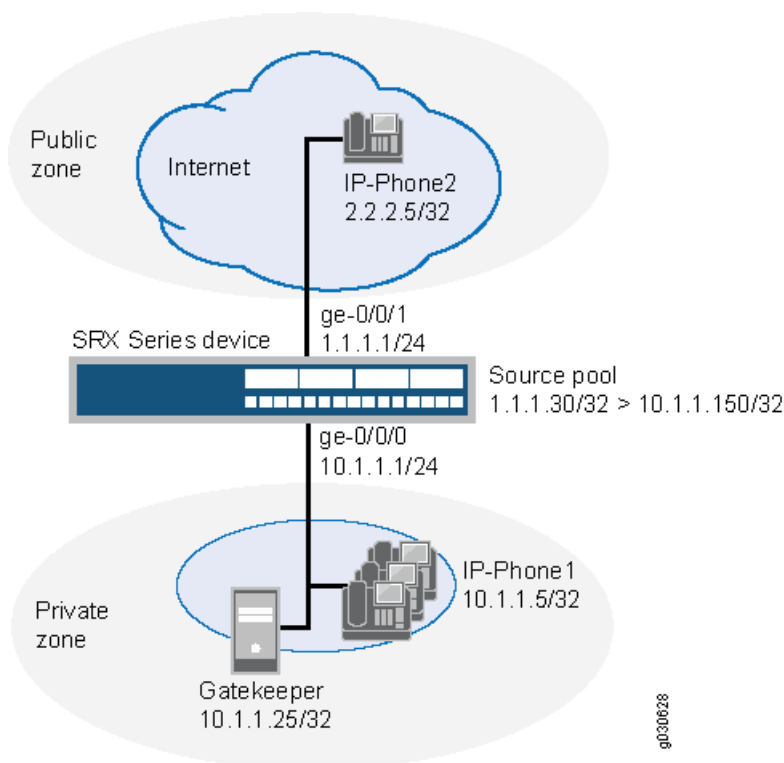 Public
zone
Internet
IP-Phone2
2.2.2.5/32
ge-0/0/1
1.1.1.1/24
SRX Series device
Source pool
1.1.1.30/32 > 10.1.1.150/32
ge-0/0/0
10.1.1.1/24
IP-Phone1
10.1.1.5/32
Private
zone
Gatekeeper
10.1.1.25/32
g030628